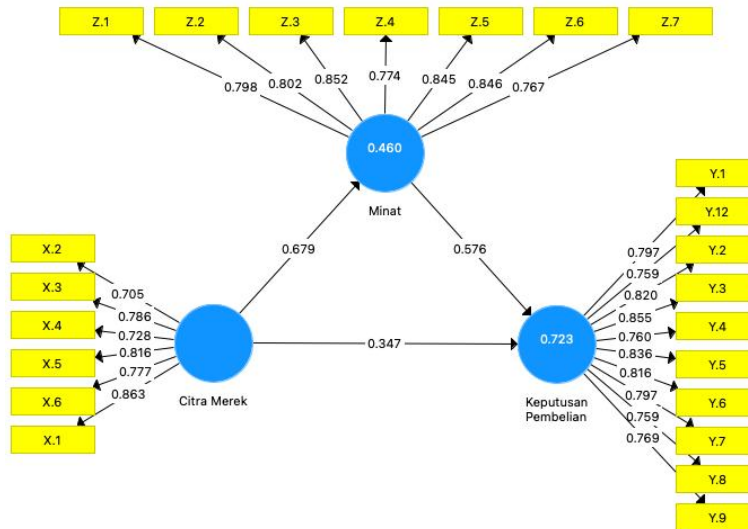 Z.1
Z.2
Z.3
Z.4
Z.5
Z.6
Z.7
0.798
0.802
0.852
0.774
0.845
0.846
0.767
0.460
Minat
0.679
0.576
X.2
X.3
X.4
X.5
X.6
X.1
0.705
0.786
0.728
0.816
0.777
0.863
Citra Merek
0.347
0.723
Keputusan
Pembelian
0.797
0.759
0.820
0.855
0.760
0.836
0.816
0.797
0.759
0.769
Y.1
Y.12
Y.2
Y.3
Y.4
Y.5
Y.6
Y.7
Y.8
Y.9